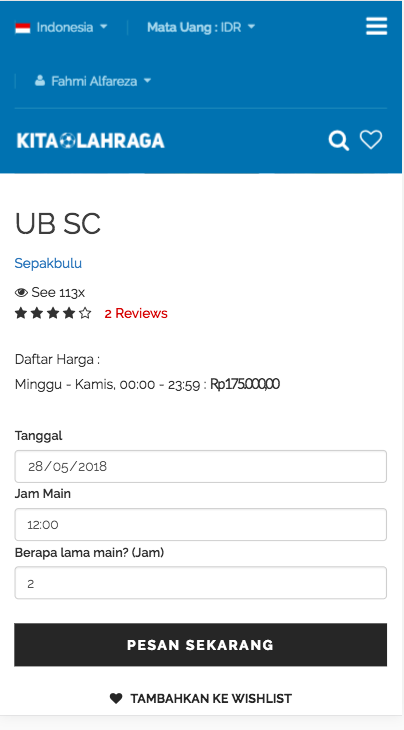 Indonesia
Mata Uang : IDR
Fahmi Alfareza
KITAOLAHRAGA
UB SC
Sepakbulu
See 113x
2 Reviews
Daftar Harga :
Minggu - Kamis, 00:00 - 23:59 : Rp175.000,00
Tanggal
28/05/2018
Jam Main
12:00
Berapa lama main? (Jam)
2
PESAN SEKARANG
TAMBAHKAN KE WISHLIST